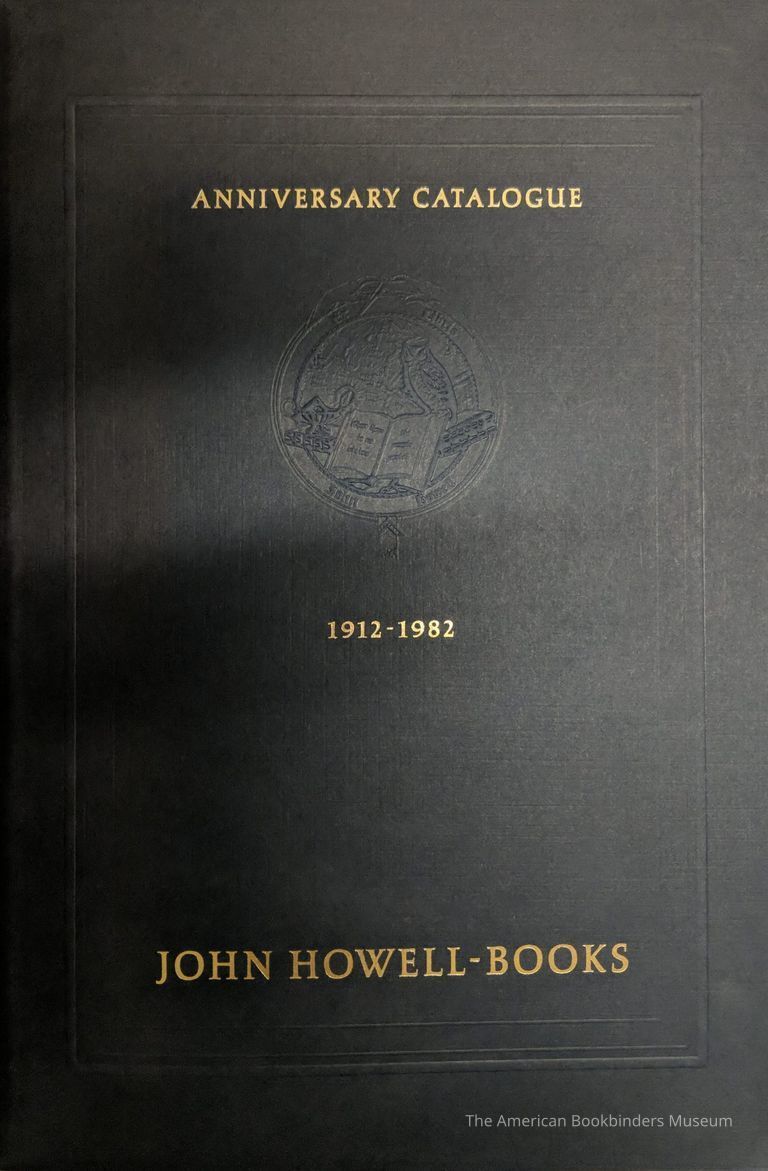 ANNIVERSARY CATALOGUE
1912-1982
JOHN HOWELL-BOOKS
The American Bookbinders Museum